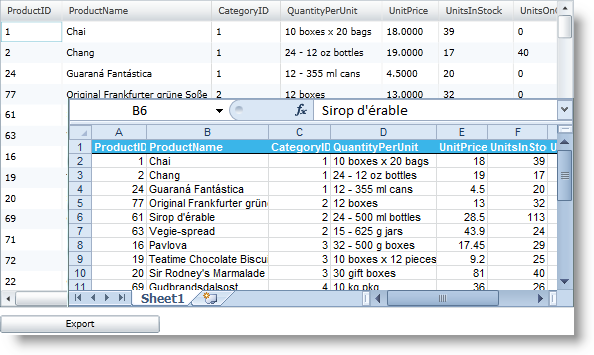 ProductID ProductName CategoryID QuantityPerUnit UnitPrice UnitsInStock UnitsOnO
1 Chai 1 10 boxes x 20 bags 18.0000 39 0
2 Chang 1 24 - 12 oz bottles 19.0000 17 40
24 Guaraná Fantástica 1 12 - 355 ml cans 4.5000 20 0
77 Original Frankfurter grüne Soße 2 12 boxes 13.0000 32 0
61
63
16
19
20
69
71
72
22
B6 fx Sirop d'érable
A B C D E F
1 ProductID ProductName CategoryID QuantityPerUnit UnitPrice UnitsInSto U
2 1 Chai 1 10 boxes x 20 bags 18 39
3 2 Chang 1 24 - 12 oz bottles 19 17
4 24 Guaraná Fantástica 1 12 - 355 ml cans 4.5 20
5 77 Original Frankfurter grün 2 12 boxes 13 32
6 61 Sirop d'érable 2 24 - 500 ml bottles 28.5 113
7 63 Vegie-spread 2 15 - 625 g jars 43.9 24
8 16 Pavlova 3 32 - 500 g boxes 17.45 29
9 19 Teatime Chocolate Biscu 3 10 boxes x 12 pieces 9.2 25
10 20 Sir Rodney's Marmalade 3 30 gift boxes 81 40
11 69 Gudbrandsdalsost 4 10 kg pkg 36 26
Sheet1
Export